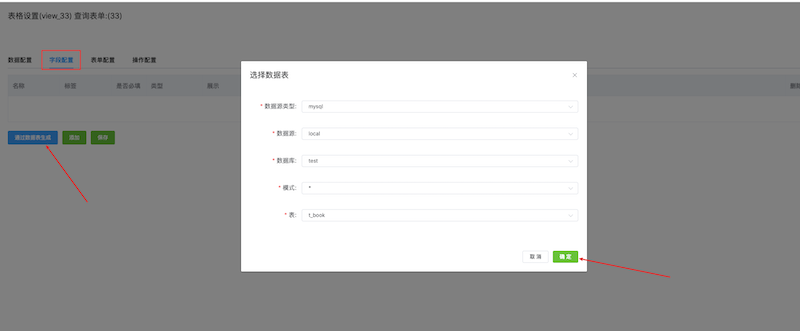 表格设置(view_33) 查询表单:(33)
数据配置 字段配置 表单配置 操作配置
名称 标签 是否必填 类型 展示
通过数据表生成 添加 保存
选择数据表
* 数据源类型: mysql
* 数据源: local
* 数据库: test
* 模式: *
* 表: t_book
取 消 确 定